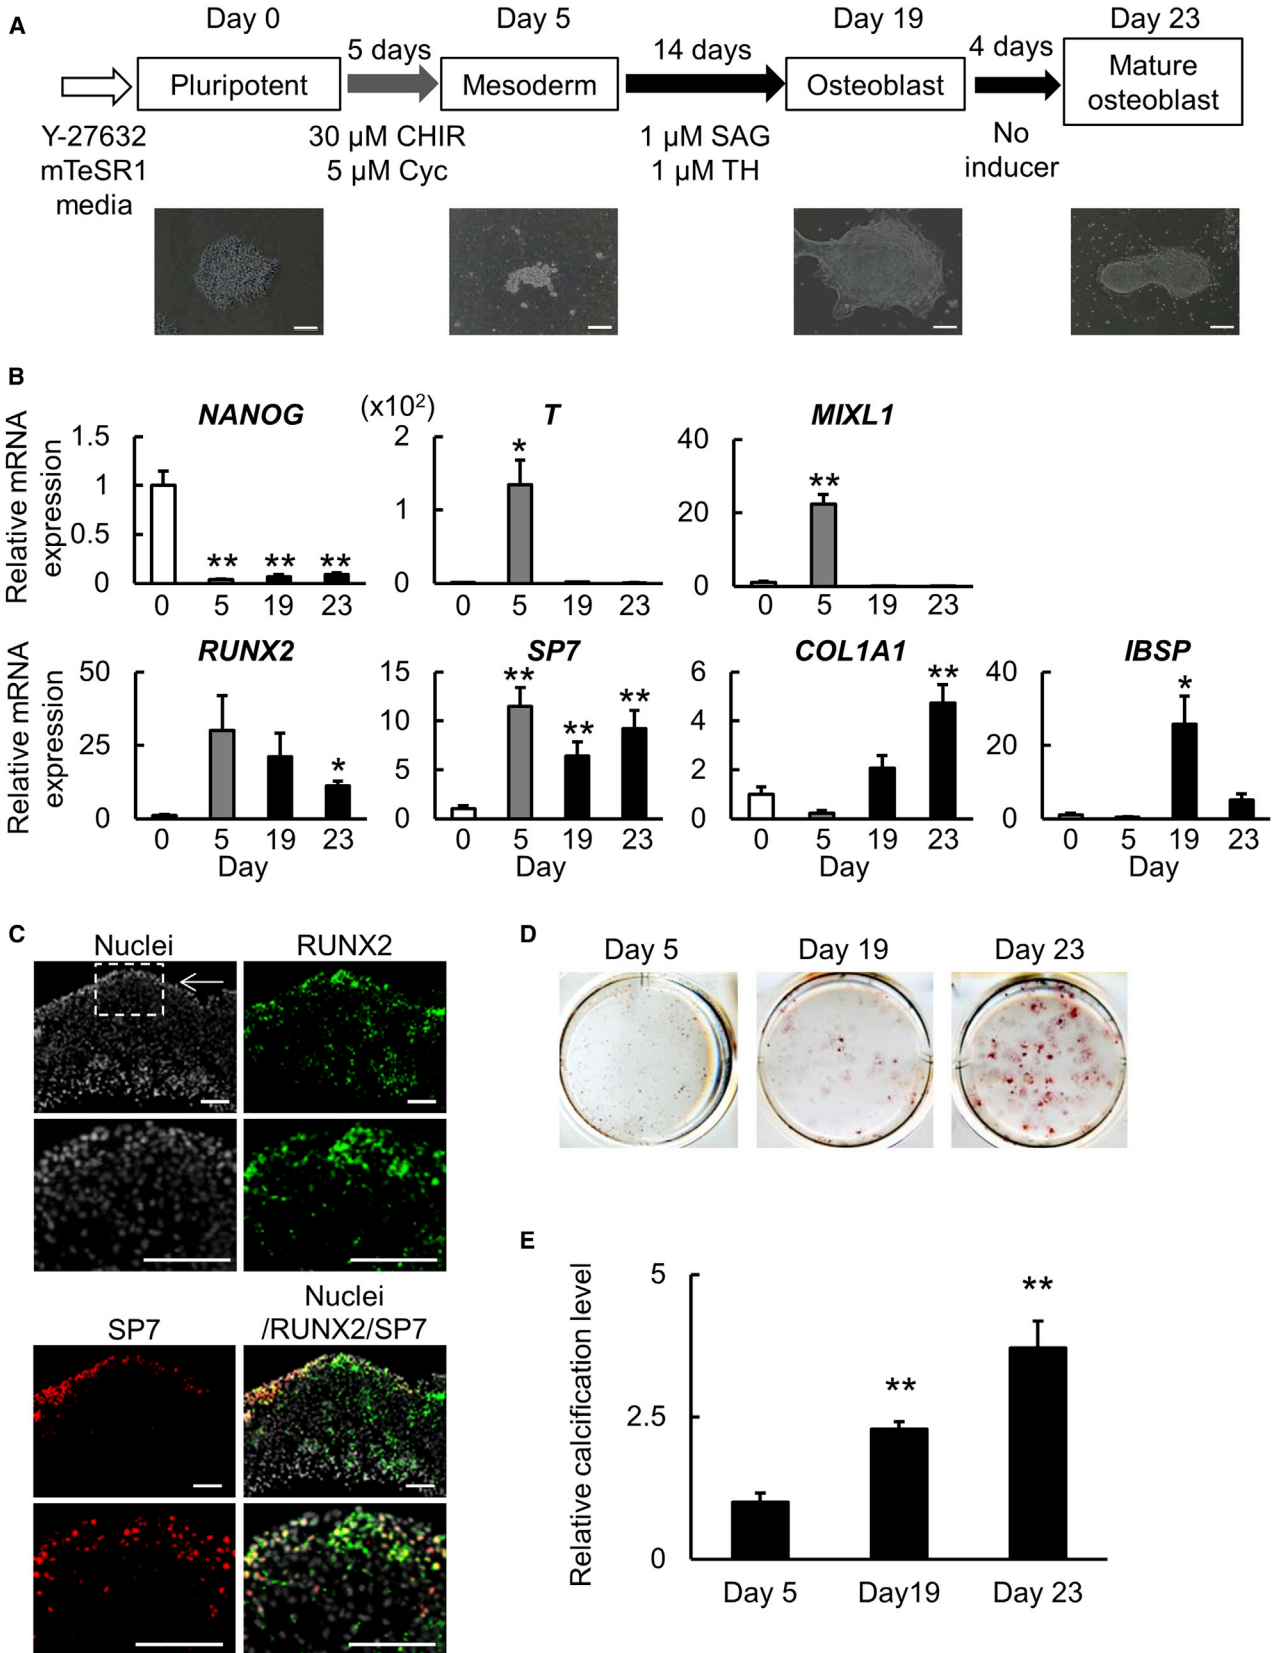 A
Day 0
Day 5
Day 19
Day 23
5 days
14 days
4 days
Pluripotent
Mesoderm
Osteoblast
Mature
osteoblast
Y-27632
mTeSR1
media
30 µM CHIR
5 µM Cyc
1 µM SAG
1 µM TH
No
inducer
B
Relative mRNA
expression
NANOG
1.5
1
0.5
0
** ** **
0 5 19 23
(x10²)
T
2
1
0
*
0 5 19 23
MIXL1
40
20
0
**
0 5 19 23
Relative mRNA
expression
RUNX2
50
25
0
*
0 5 19 23
Day
SP7
15
10
5
0
** ** **
0 5 19 23
Day
COL1A1
6
4
2
0
**
0 5 19 23
Day
IBSP
40
20
0
*
0 5 19 23
Day
C
Nuclei
RUNX2
SP7
Nuclei
/RUNX2/SP7
D
Day 5
Day 19
Day 23
E
Relative calcification level
5
2.5
0
**
**
Day 5
Day19
Day 23